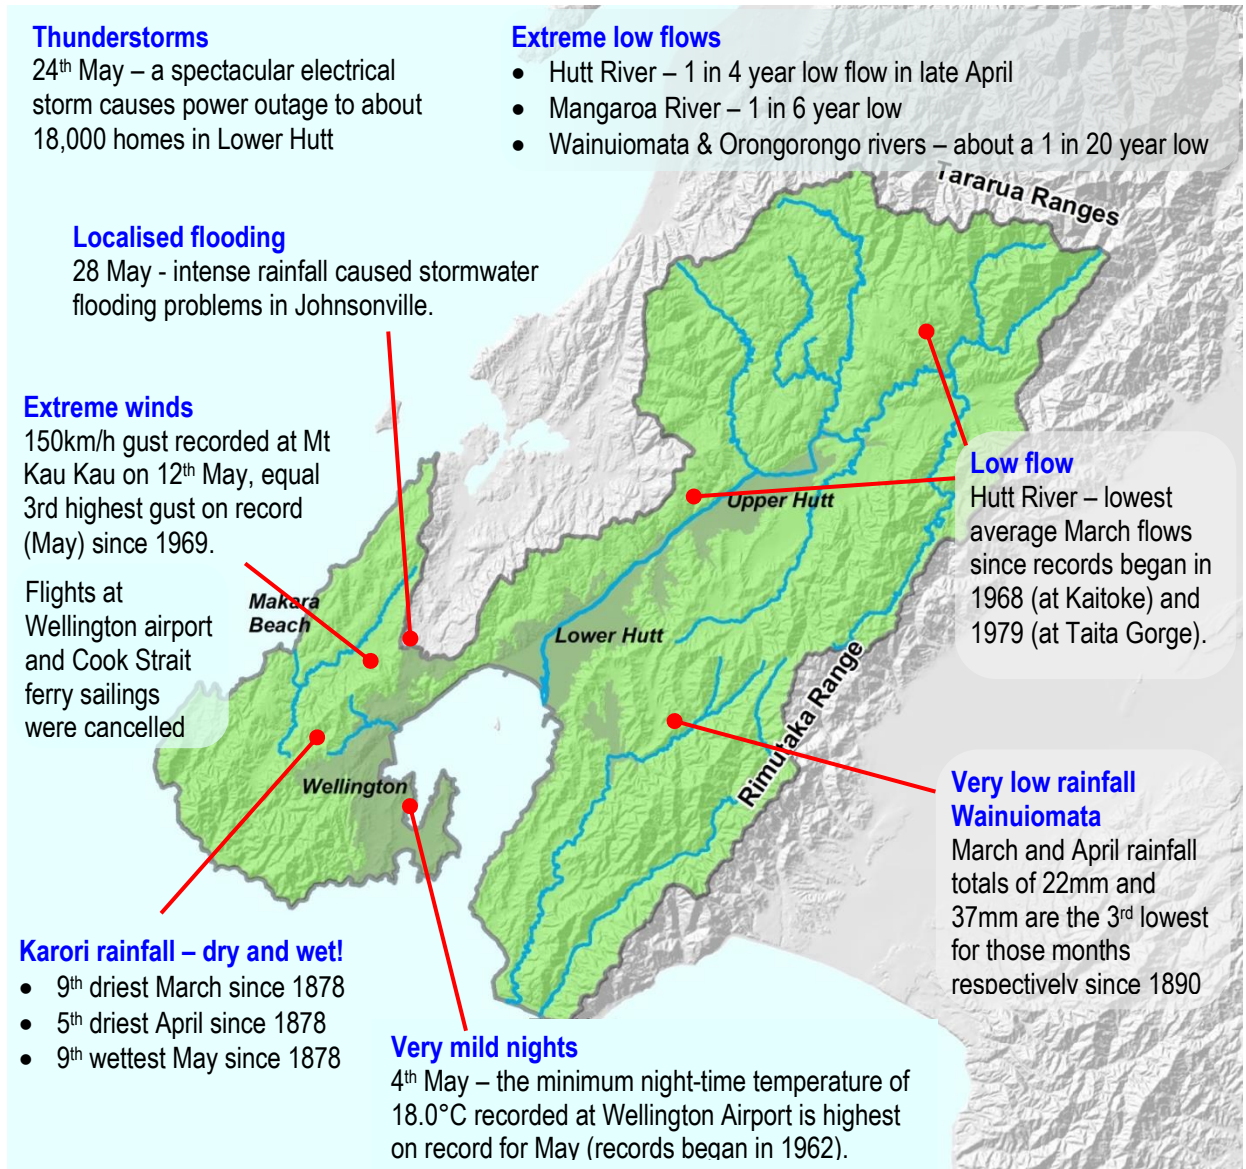 Thunderstorms
24th May – a spectacular electrical
storm causes power outage to about
18,000 homes in Lower Hutt
Extreme low flows
• Hutt River – 1 in 4 year low flow in late April
• Mangaroa River – 1 in 6 year low
• Wainuiomata & Orongorongo rivers – about a 1 in 20 year low
Tararua Ranges
Localised flooding
28 May - intense rainfall caused stormwater
flooding problems in Johnsonville.
Extreme winds
150km/h gust recorded at Mt
Kau Kau on 12th May, equal
3rd highest gust on record
(May) since 1969.
Flights at
Wellington airport
and Cook Strait
ferry sailings
were cancelled
Makara
Beach
Upper Hutt
Lower Hutt
Wellington
Rimutaka Range
Low flow
Hutt River – lowest
average March flows
since records began in
1968 (at Kaitoke) and
1979 (at Taita Gorge).
Very low rainfall
Wainuiomata
March and April rainfall
totals of 22mm and
37mm are the 3rd lowest
for those months
respectively since 1890
Karori rainfall – dry and wet!
• 9th driest March since 1878
• 5th driest April since 1878
• 9th wettest May since 1878
Very mild nights
4th May – the minimum night-time temperature of
18.0°C recorded at Wellington Airport is highest
on record for May (records began in 1962).